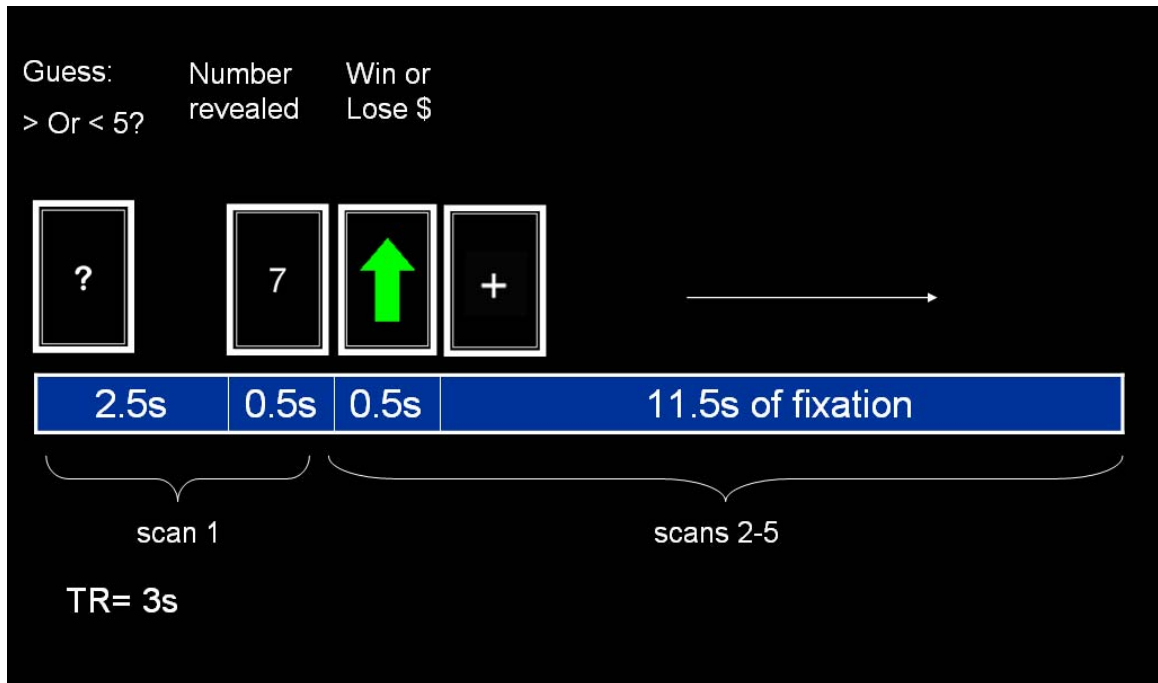 Guess:
> Or < 5?
Number
revealed
Win or
Lose $
?
7
+
2.5s
0.5s
0.5s
11.5s of fixation
scan 1
scans 2-5
TR= 3s